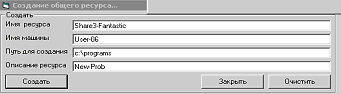 Создание общего ресурса...
Создать
Имя ресурса Share3-Fantastic
Имя машины User-06
Путь для создания c:\programs
Описание ресурса New-Prob
Создать Закрыть Очистить